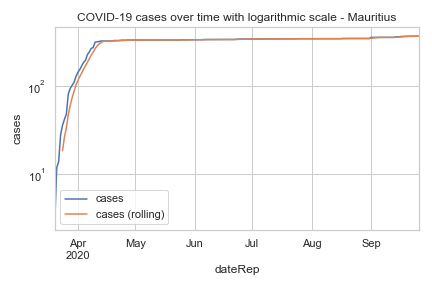 COVID-19 cases over time with logarithmic scale - Mauritius
cases
10²
10¹
cases
cases (rolling)
Apr May Jun Jul Aug Sep
2020
dateRep